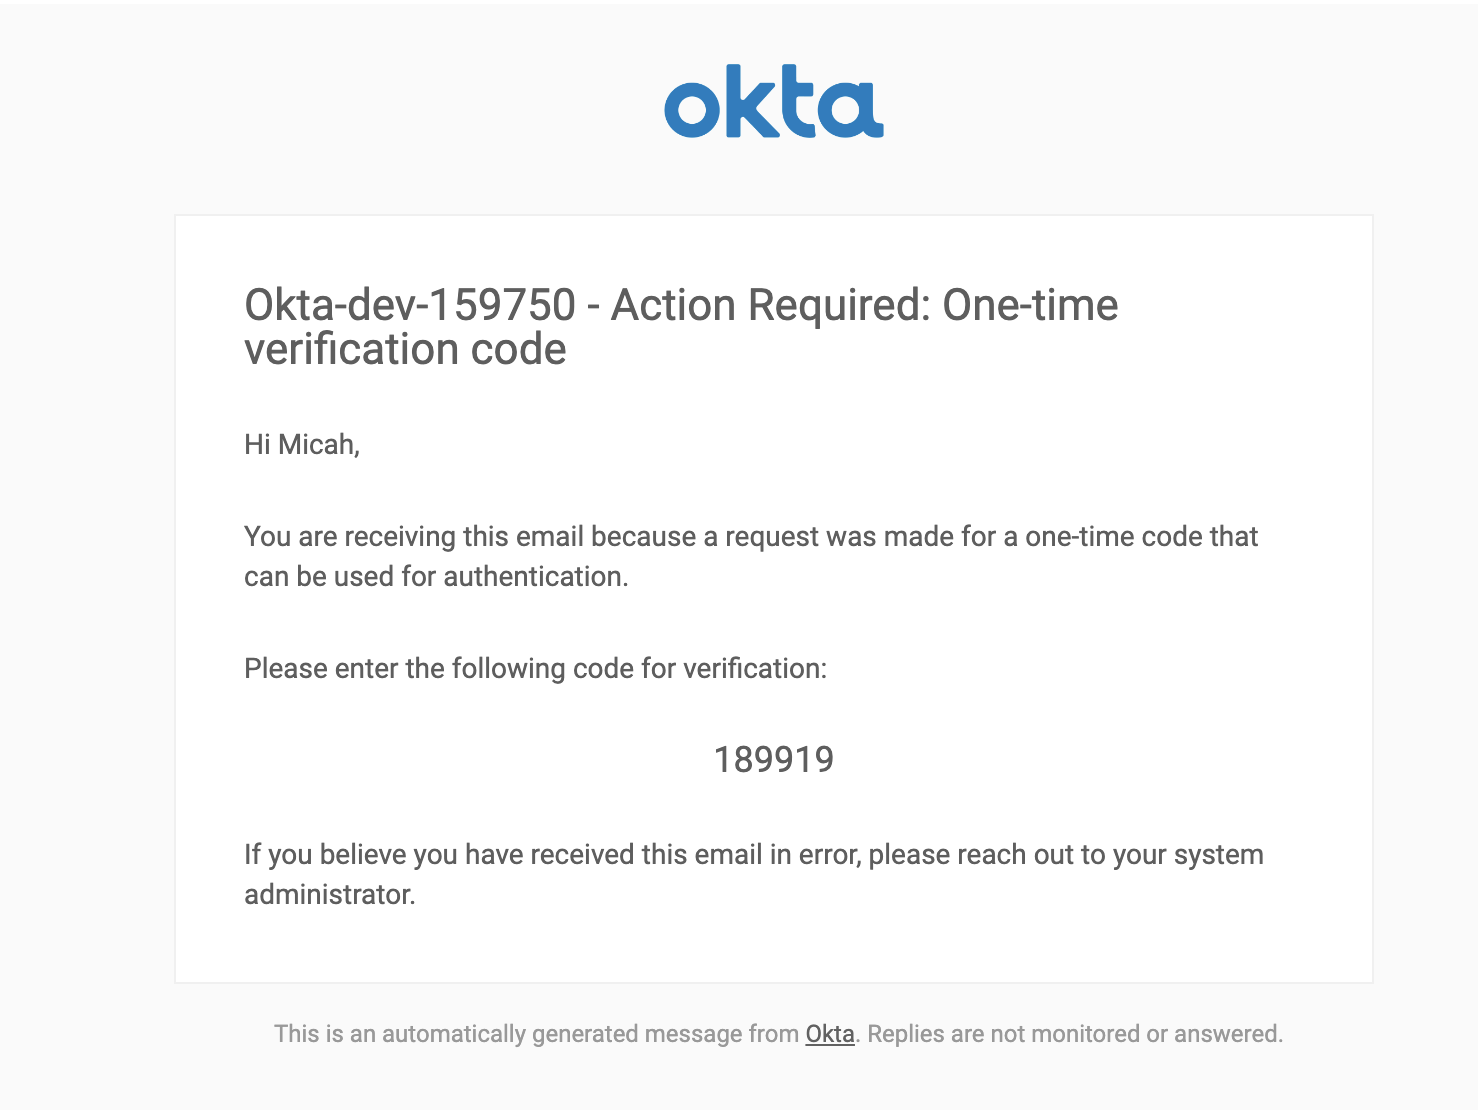 okta
Okta-dev-159750 - Action Required: One-time
verification code
Hi Micah,
You are receiving this email because a request was made for a one-time code that
can be used for authentication.
Please enter the following code for verification:
189919
If you believe you have received this email in error, please reach out to your system
administrator.
This is an automatically generated message from Okta. Replies are not monitored or answered.